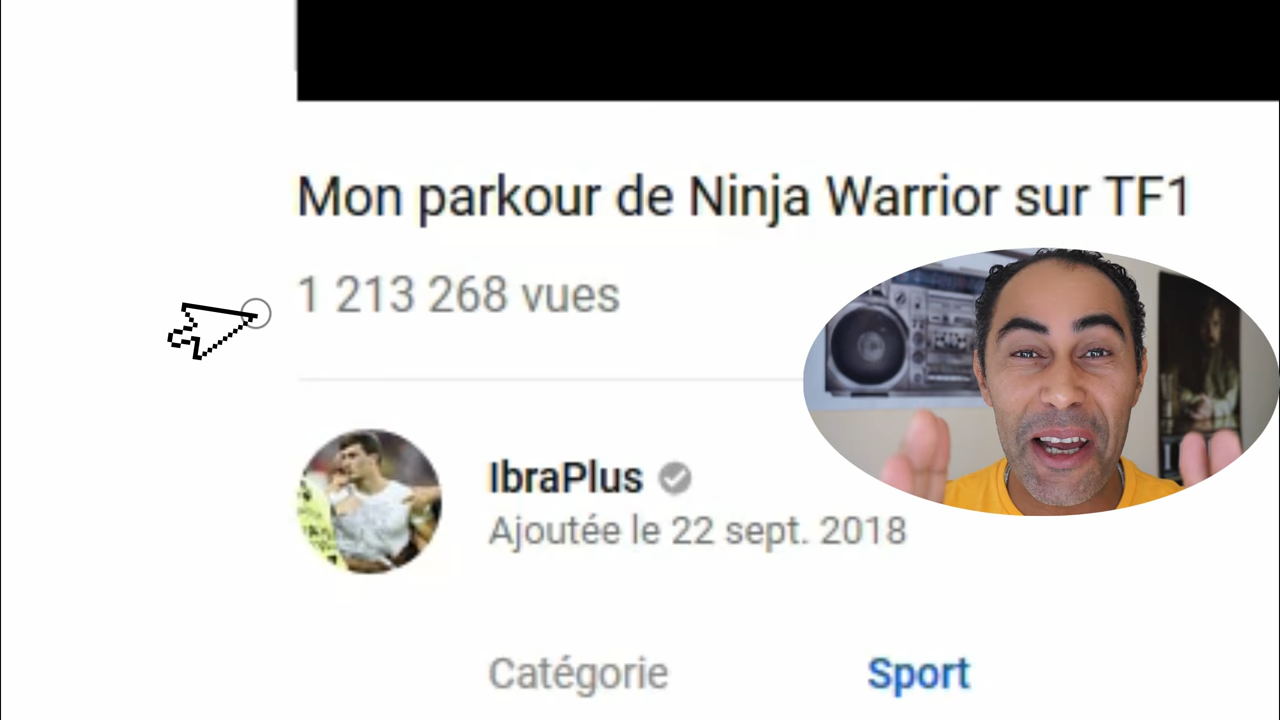 Mon parkour de Ninja Warrior sur TF1
1 213 268 vues
IbraPlus
Ajoutée le 22 sept. 2018
Catégorie Sport